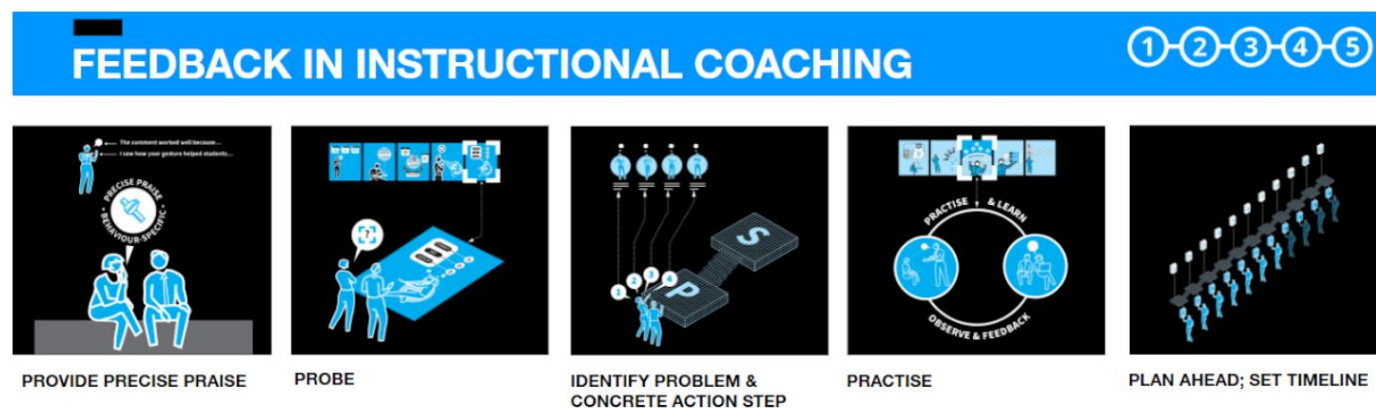 FEEDBACK IN INSTRUCTIONAL COACHING
1 2 3 4 5
The comment worked well because...
I saw how your gesture helped students...
PRECISE PRAISE
BEHAVIOUR-SPECIFIC
?
1 2 3 4
P S
PRACTISE & LEARN
OBSERVE & FEEDBACK
PROVIDE PRECISE PRAISE
PROBE
IDENTIFY PROBLEM &
CONCRETE ACTION STEP
PRACTISE
PLAN AHEAD; SET TIMELINE